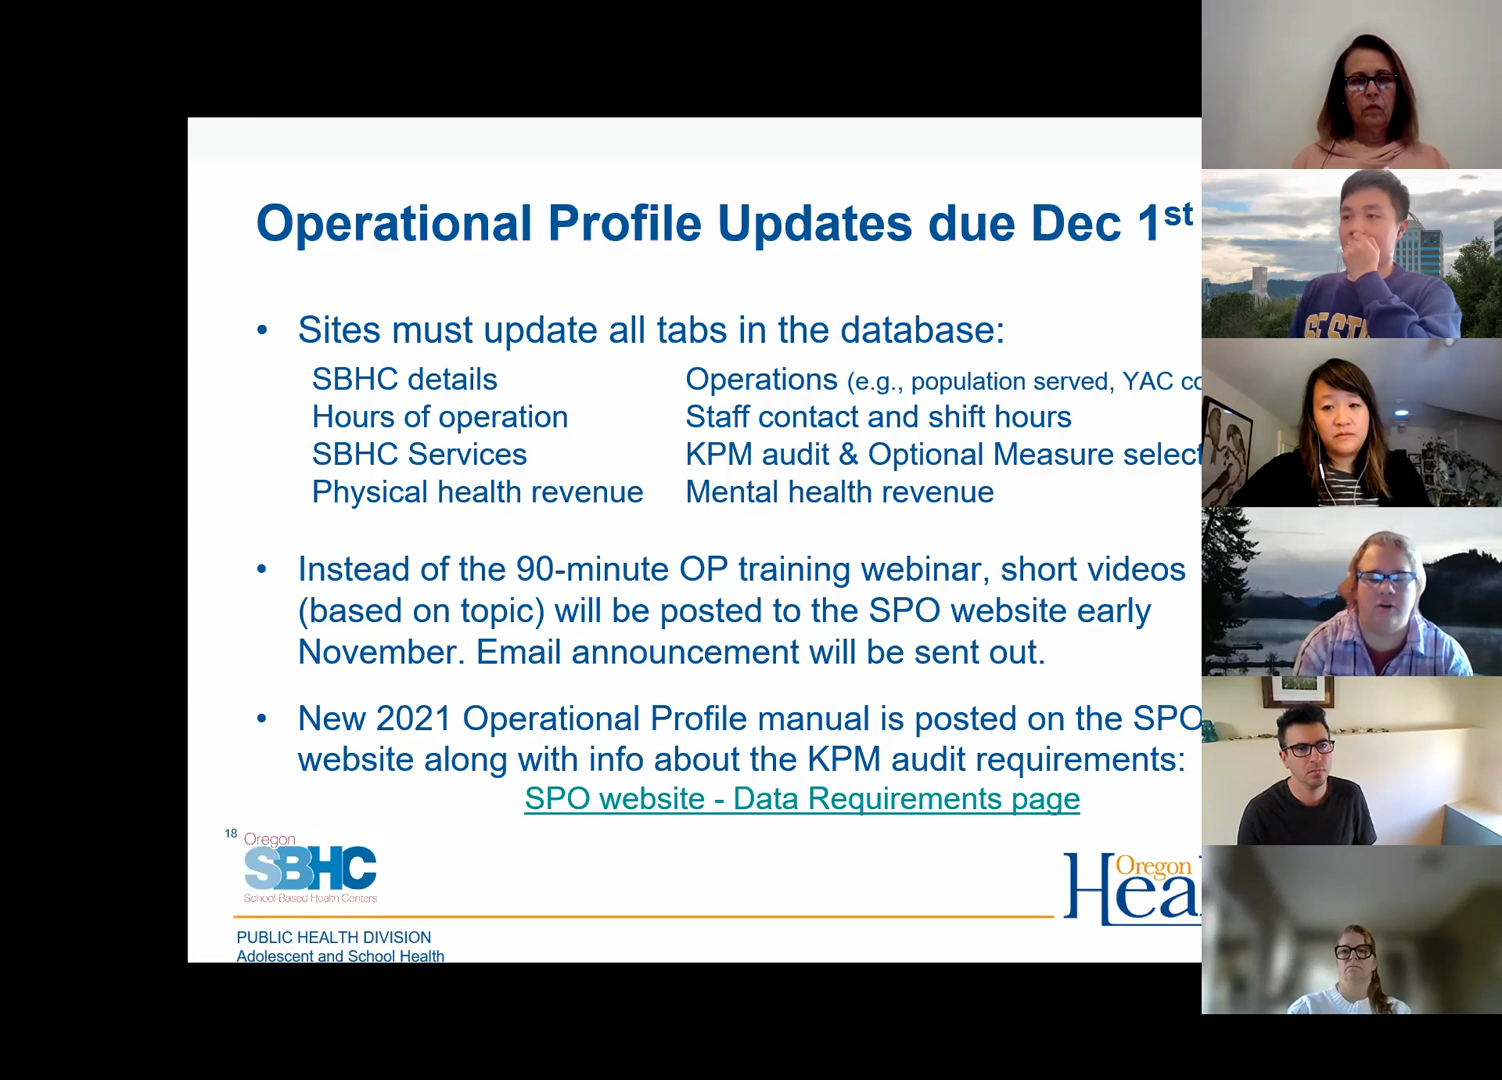 Operational Profile Updates due Dec 1st
• Sites must update all tabs in the database:
SBHC details
Hours of operation
SBHC Services
Physical health revenue
Operations (e.g., population served, YAC
Staff contact and shift hours
KPM audit & Optional Measure select
Mental health revenue
• Instead of the 90-minute OP training webinar, short videos
(based on topic) will be posted to the SPO website early
November. Email announcement will be sent out.
• New 2021 Operational Profile manual is posted on the SPO
website along with info about the KPM audit requirements:
SPO website - Data Requirements page
18
Oregon
SBHC
School-Based Health Centers
Oregon
Hea
PUBLIC HEALTH DIVISION
Adolescent and School Health